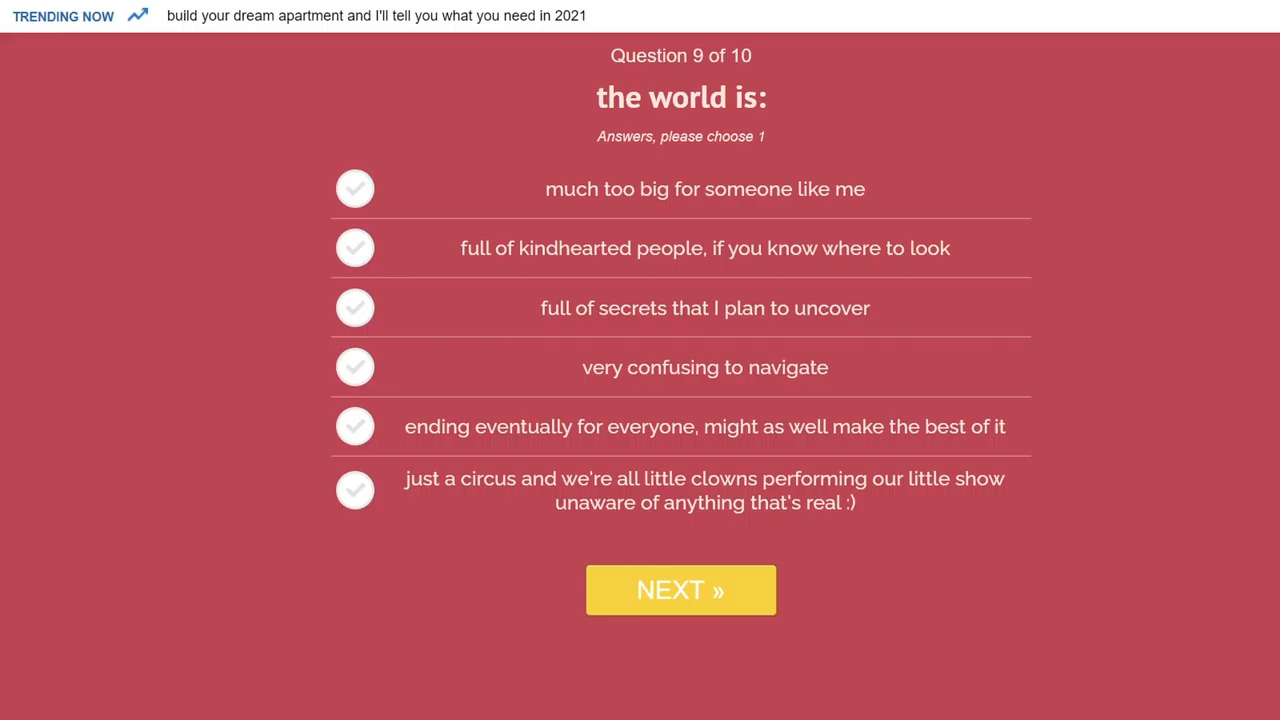 TRENDING NOW build your dream apartment and I'll tell you what you need in 2021
Question 9 of 10
the world is:
Answers, please choose 1
much too big for someone like me
full of kindhearted people, if you know where to look
full of secrets that I plan to uncover
very confusing to navigate
ending eventually for everyone, might as well make the best of it
just a circus and we're all little clowns performing our little show
unaware of anything that's real :)
NEXT »